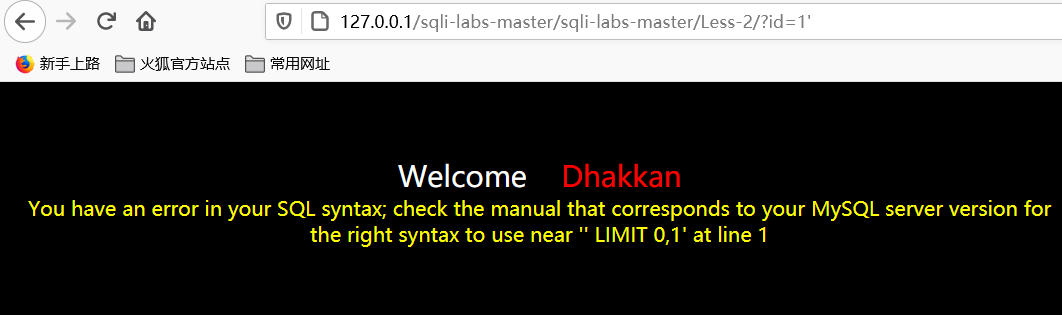 127.0.0.1/sqli-labs-master/sqli-labs-master/Less-2/?id=1'
新手上路 火狐官方站点 常用网址
Welcome Dhakkan
You have an error in your SQL syntax; check the manual that corresponds to your MySQL server version for
the right syntax to use near '' LIMIT 0,1' at line 1